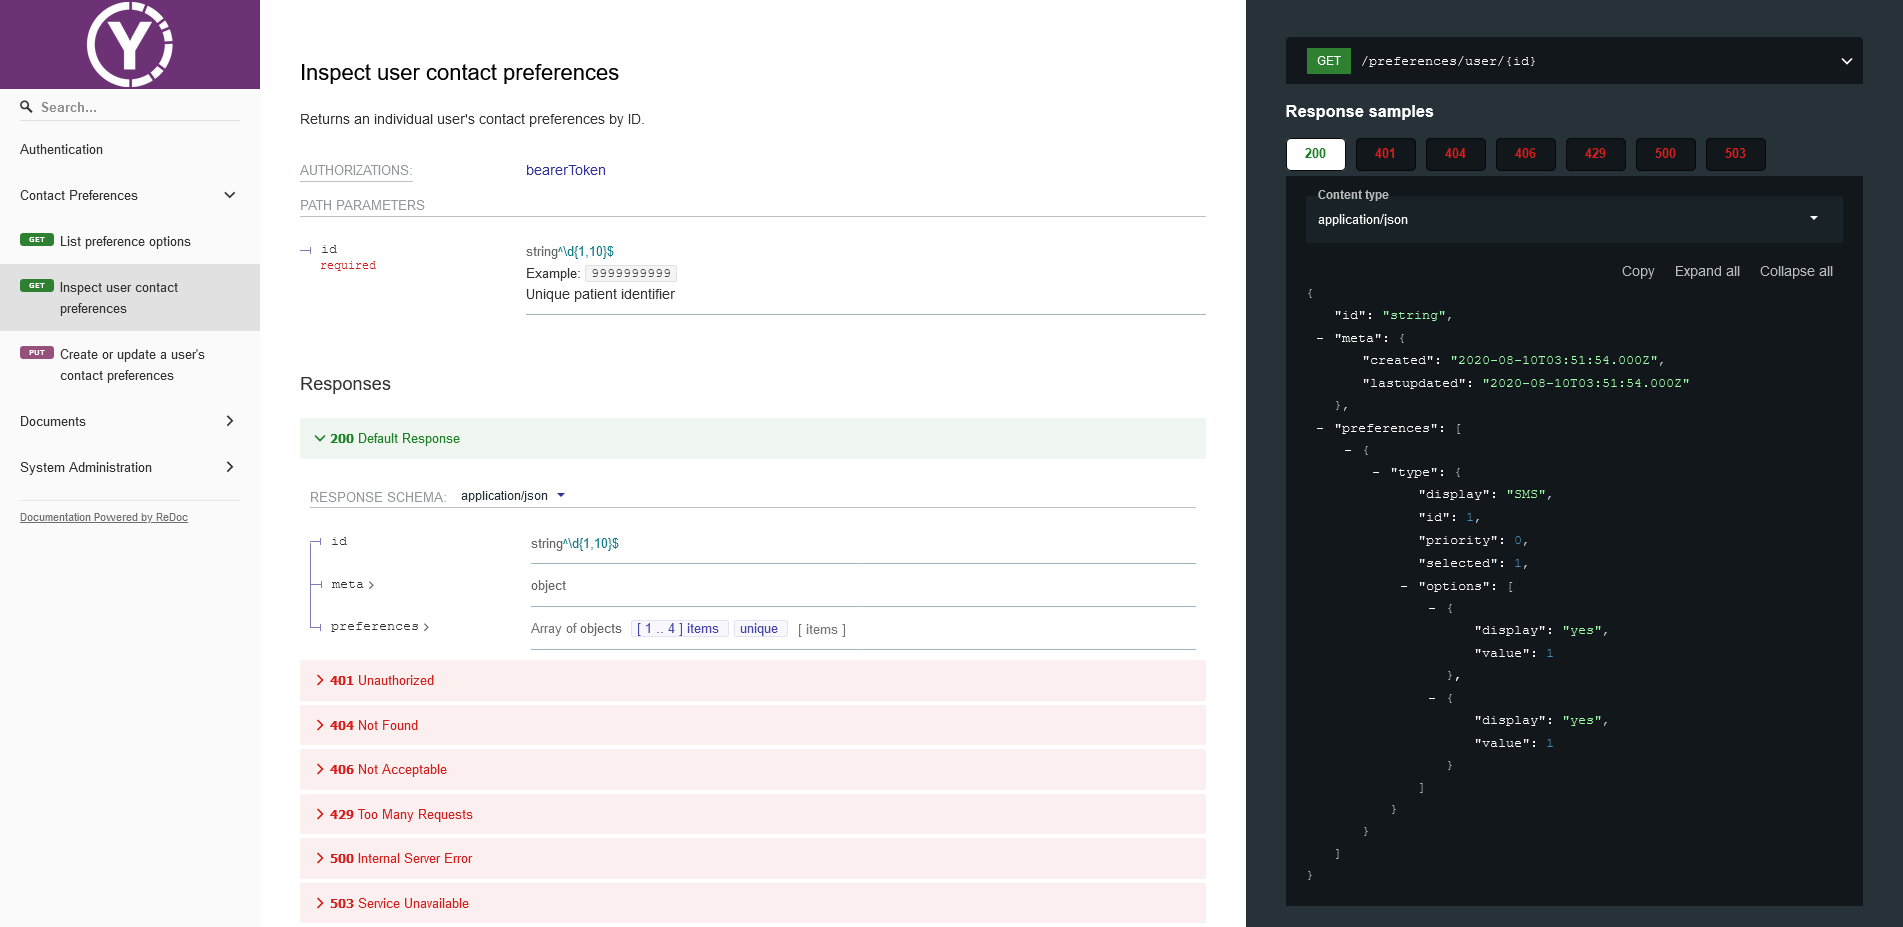 Y
Search...
Authentication
Contact Preferences
GET List preference options
GET Inspect user contact
preferences
PUT Create or update a user's
contact preferences
Documents
System Administration
Documentation Powered by ReDoc
Inspect user contact preferences
Returns an individual user's contact preferences by ID.
AUTHORIZATIONS: bearerToken
PATH PARAMETERS
id
required
string^\d{1,10}$
Example: 9999999999
Unique patient identifier
Responses
200 Default Response
RESPONSE SCHEMA: application/json
id string^\d{1,10}$
meta > object
preferences > Array of objects [ 1 .. 4 ] items unique [ items ]
401 Unauthorized
404 Not Found
406 Not Acceptable
429 Too Many Requests
500 Internal Server Error
503 Service Unavailable
GET /preferences/user/{id}
Response samples
200 401 404 406 429 500 503
Content type
application/json
Copy Expand all Collapse all
{
"id": "string",
- "meta": {
"created": "2020-08-10T03:51:54.000Z",
"lastupdated": "2020-08-10T03:51:54.000Z"
},
- "preferences": [
- {
- "type": {
"display": "SMS",
"id": 1,
"priority": 0,
"selected": 1,
- "options": [
- {
"display": "yes",
"value": 1
},
- {
"display": "yes",
"value": 1
}
]
}
}
]
}